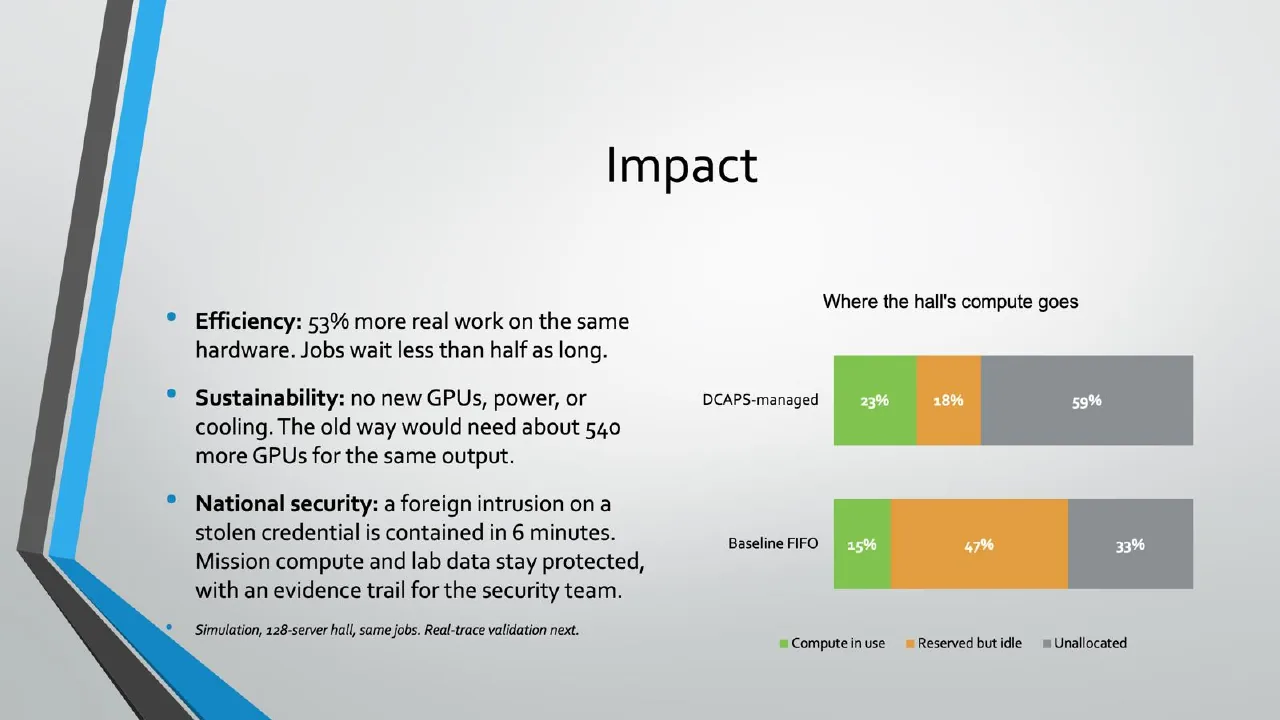 Impact
Efficiency: 53% more real work on the same
hardware. Jobs wait less than half as long.
Sustainability: no new GPUs, power, or
cooling. The old way would need about 540
more GPUs for the same output.
National security: a foreign intrusion on a
stolen credential is contained in 6 minutes.
Mission compute and lab data stay protected,
with an evidence trail for the security team.
Simulation, 128-server hall, same jobs. Real-trace validation next.
Where the hall's compute goes
DCAPS-managed
23%
18%
59%
Baseline FIFO
15%
47%
33%
Compute in use
Reserved but idle
Unallocated